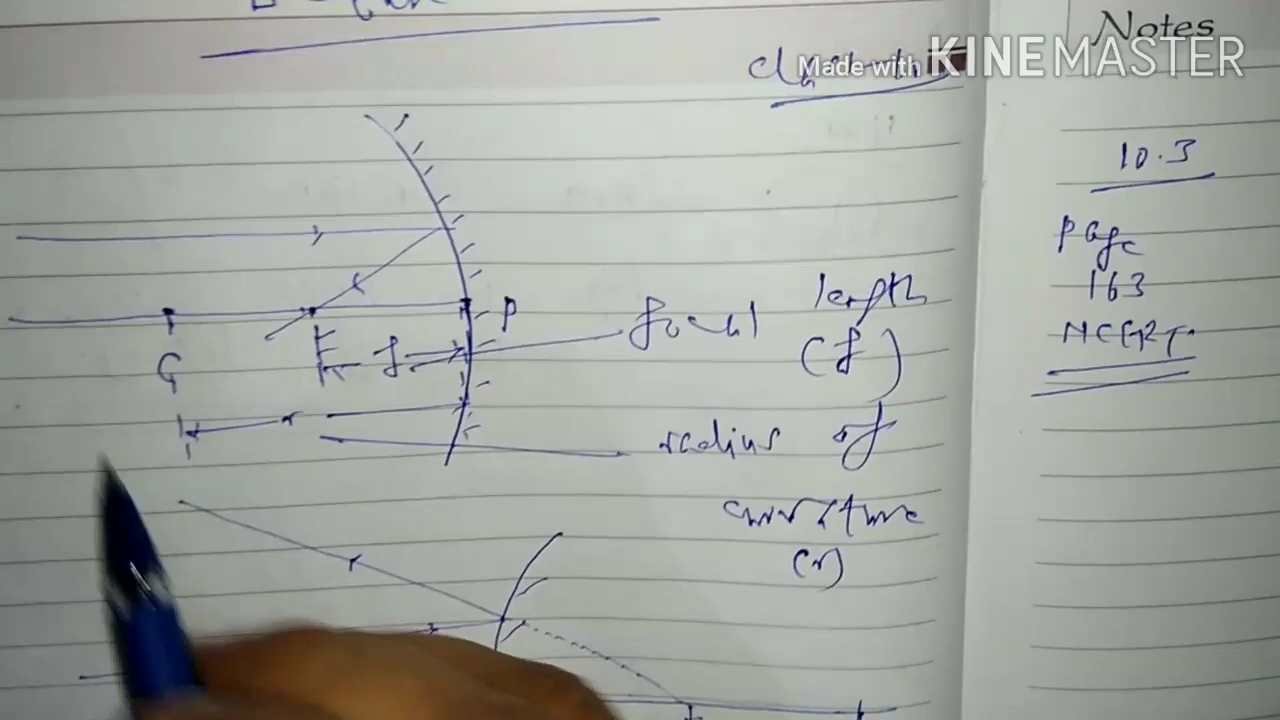 Notes
Made with KINEMASTER
10.3
Page
163
NCERT
P
C
F
f
focal length
(f)
radius of
curvature
(r)